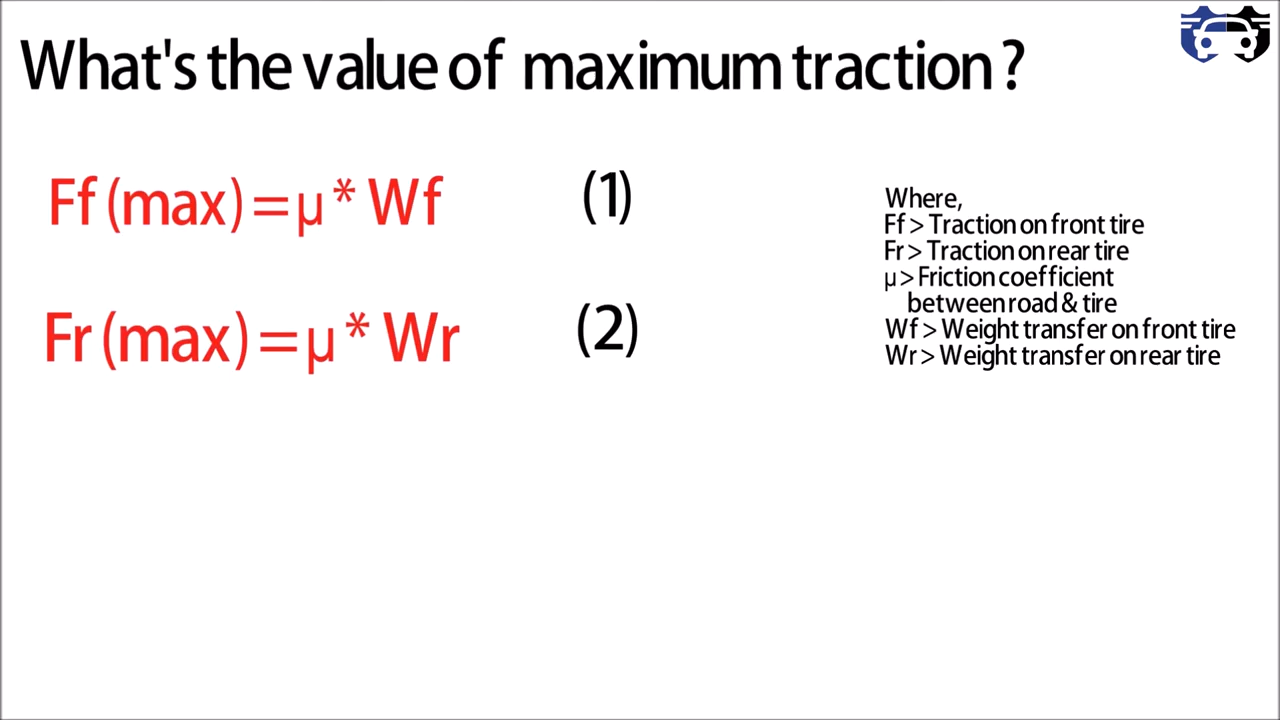 What's the value of maximum traction ?
Ff (max) = µ * Wf (1)
Fr (max) = µ * Wr (2)
Where,
Ff > Traction on front tire
Fr > Traction on rear tire
µ > Friction coefficient
between road & tire
Wf > Weight transfer on front tire
Wr > Weight transfer on rear tire